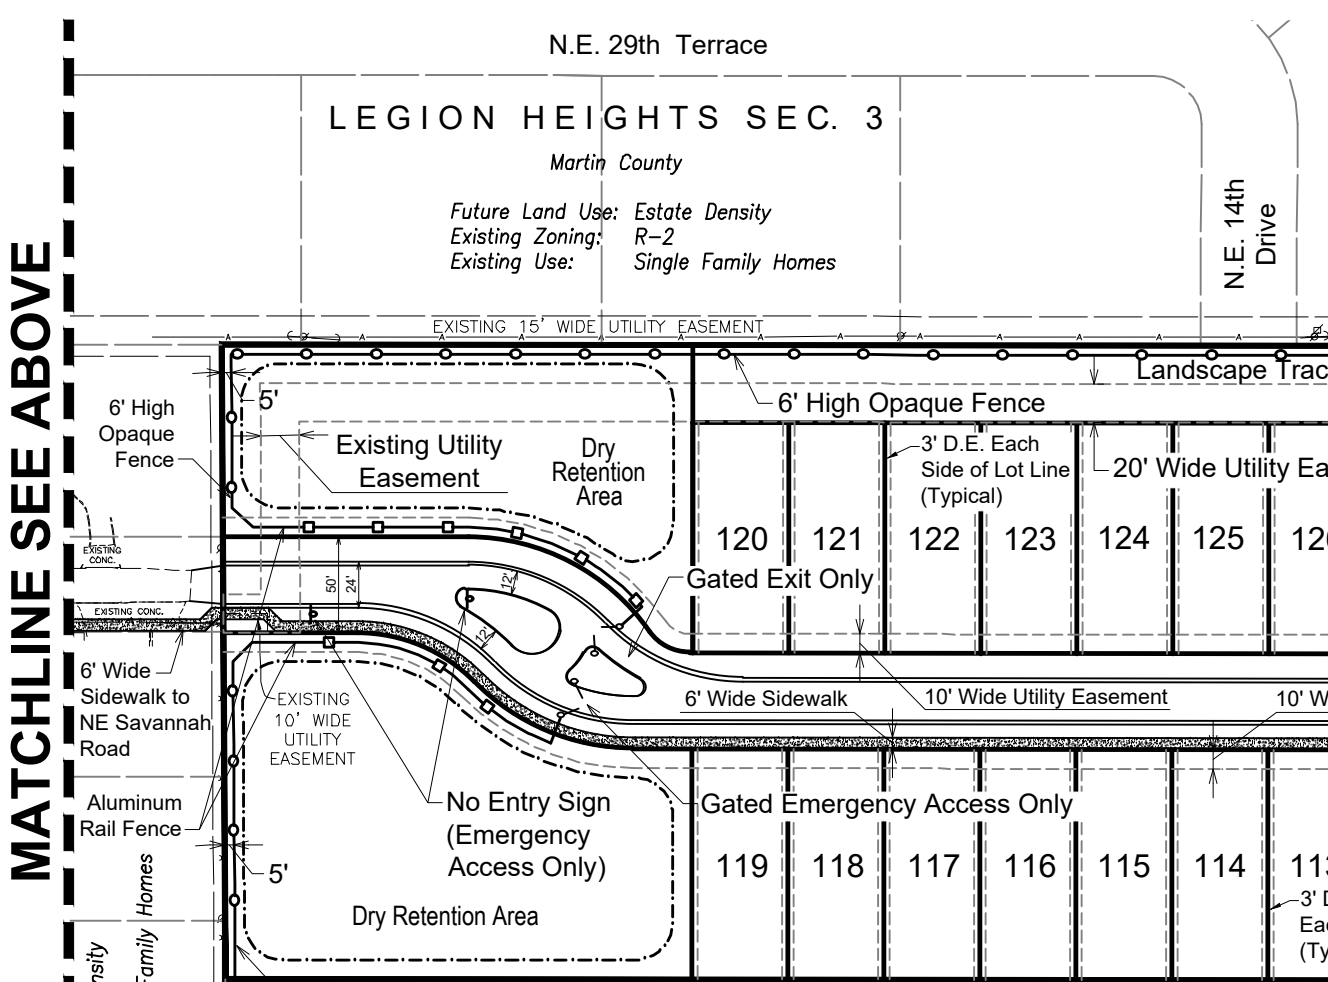 N.E. 29th Terrace
LEGION HEIGHTS SEC. 3
Martin County
Future Land Use: Estate Density
Existing Zoning: R-2
Existing Use: Single Family Homes
N.E. 14th
Drive
MATCHLINE SEE ABOVE
EXISTING 15' WIDE UTILITY EASEMENT
Landscape Trac
5'
6' High Opaque Fence
6' High
Opaque
Fence
Existing Utility
Easement
Dry
Retention
Area
3' D.E. Each
Side of Lot Line
(Typical)
20' Wide Utility Ea
120
121
122
123
124
125
12
EXISTING
CONC.
50'
24'
12'
Gated Exit Only
EXISTING CONC.
12'
6' Wide
Sidewalk to
NE Savannah
Road
EXISTING
10' WIDE
UTILITY
EASEMENT
6' Wide Sidewalk
10' Wide Utility Easement
10' W
Aluminum
Rail Fence
No Entry Sign
(Emergency
Access Only)
Gated Emergency Access Only
119
118
117
116
115
114
113
5'
Dry Retention Area
3' D
Eac
(Ty
nsity
Family Homes